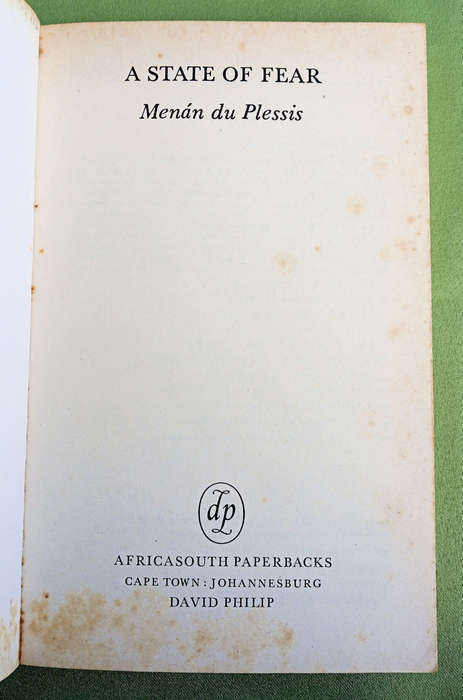 A STATE OF FEAR
Menán du Plessis
dp
AFRICASOUTH PAPERBACKS
CAPE TOWN : JOHANNESBURG
DAVID PHILIP